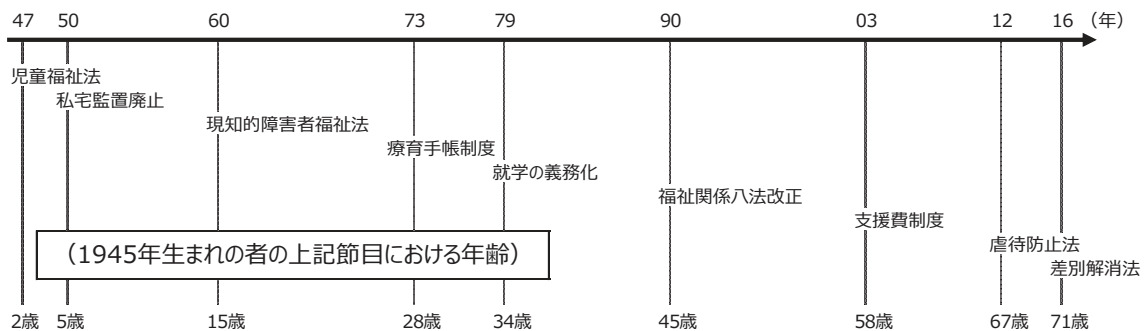 47 50 60 73 79 90 03 12 16 (年)
児童福祉法
私宅監置廃止
現知的障害者福祉法
療育手帳制度
就学の義務化
福祉関係八法改正
支援費制度
虐待防止法
差別解消法
（1945年生まれの者の上記節目における年齢）
2歳 5歳 15歳 28歳 34歳 45歳 58歳 67歳 71歳